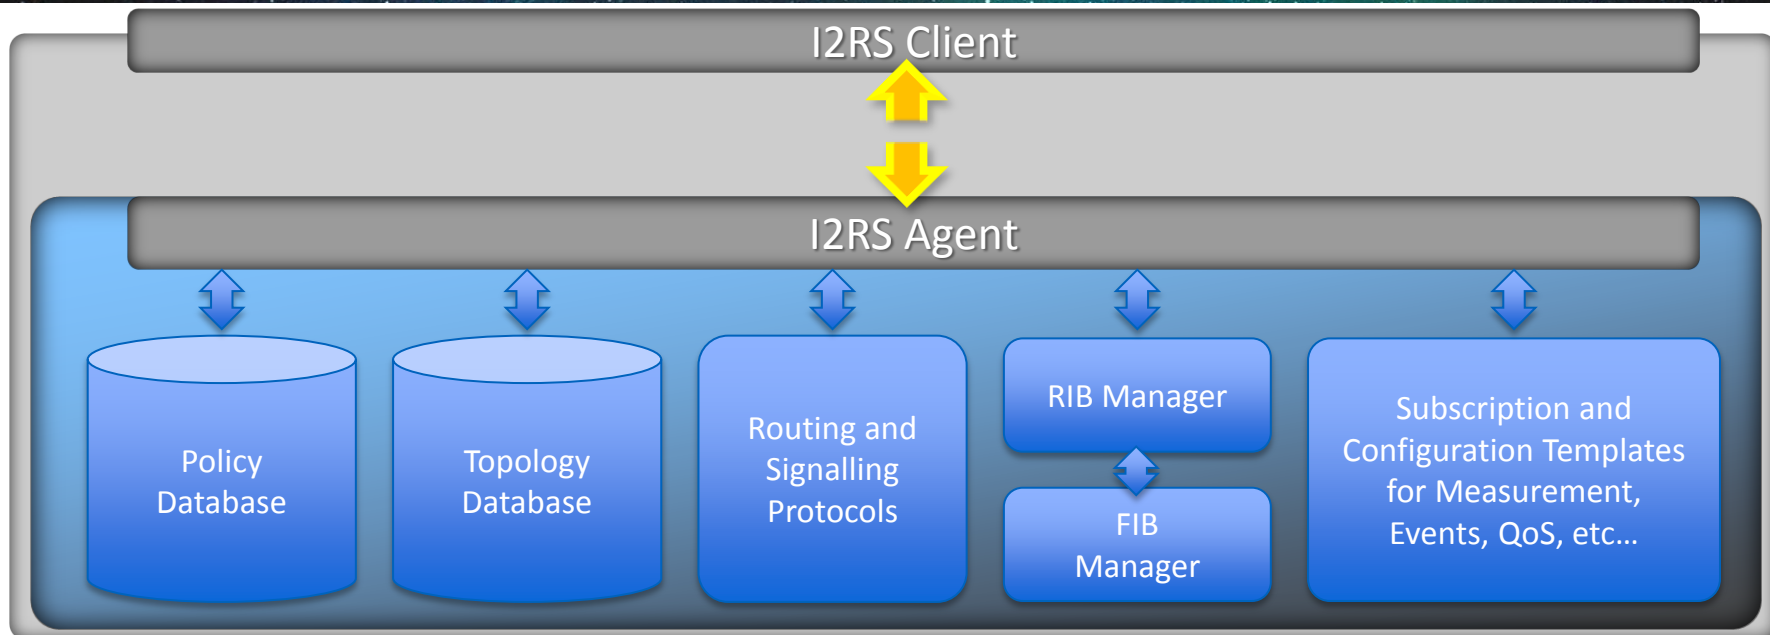 I2RS Client
I2RS Agent
Policy
Database
Topology
Database
Routing and
Signalling
Protocols
RIB Manager
FIB
Manager
Subscription and
Configuration Templates
for Measurement,
Events, QoS, etc…